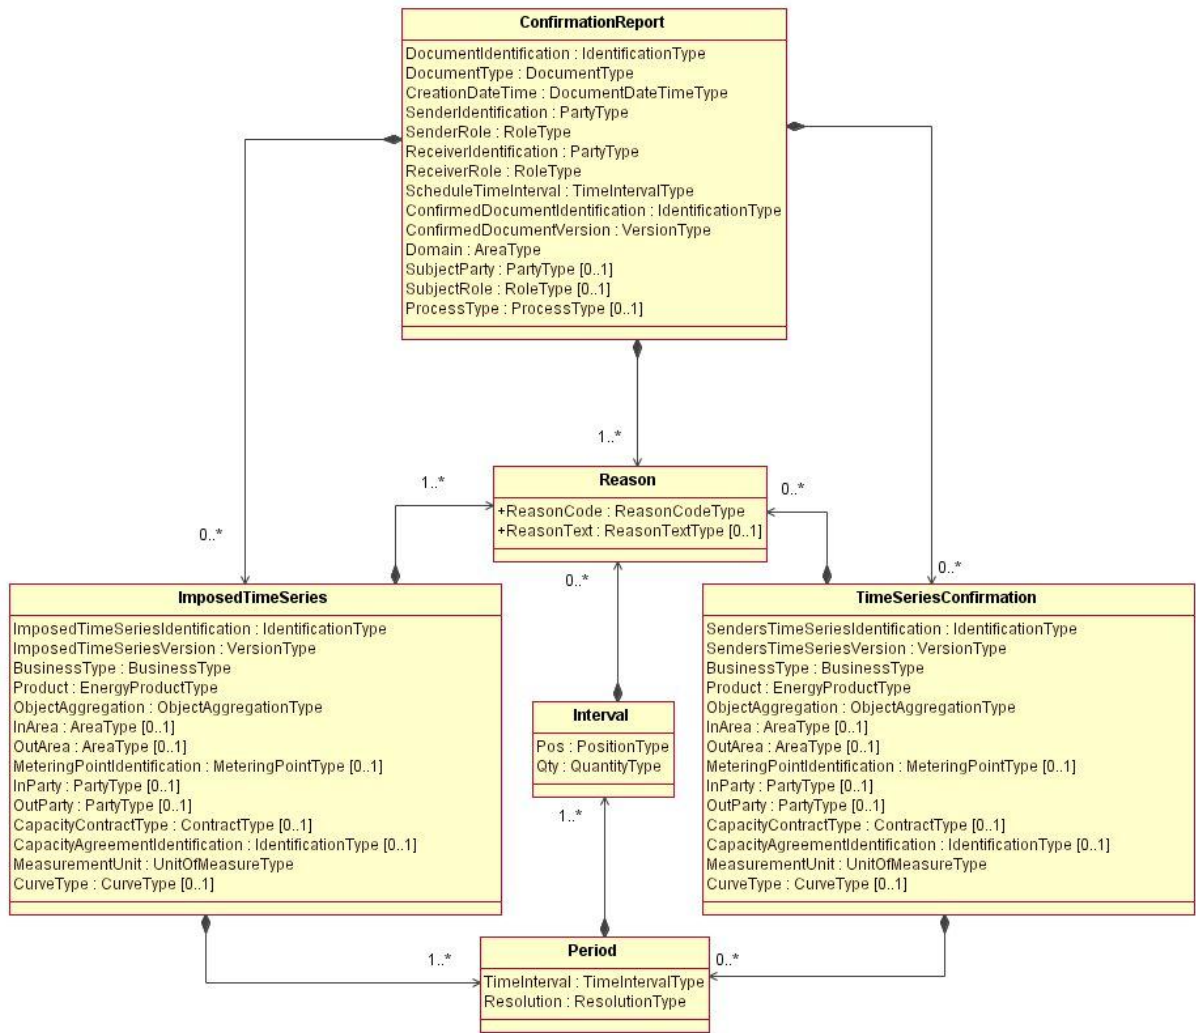 ConfirmationReport
DocumentIdentification : IdentificationType
DocumentType : DocumentType
CreationDateTime : DocumentDateTimeType
SenderIdentification : PartyType
SenderRole : RoleType
ReceiverIdentification : PartyType
ReceiverRole : RoleType
ScheduleTimeInterval : TimeIntervalType
ConfirmedDocumentIdentification : IdentificationType
ConfirmedDocumentVersion : VersionType
Domain : AreaType
SubjectParty : PartyType [0..1]
SubjectRole : RoleType [0..1]
ProcessType : ProcessType [0..1]
1..*
1..*
0..*
0..*
0..*
Reason
+ReasonCode : ReasonCodeType
+ReasonText : ReasonTextType [0..1]
0..*
ImposedTimeSeries
ImposedTimeSeriesIdentification : IdentificationType
ImposedTimeSeriesVersion : VersionType
BusinessType : BusinessType
Product : EnergyProductType
ObjectAggregation : ObjectAggregationType
InArea : AreaType [0..1]
OutArea : AreaType [0..1]
MeteringPointIdentification : MeteringPointType [0..1]
InParty : PartyType [0..1]
OutParty : PartyType [0..1]
CapacityContractType : ContractType [0..1]
CapacityAgreementIdentification : IdentificationType [0..1]
MeasurementUnit : UnitOfMeasureType
CurveType : CurveType [0..1]
Interval
Pos : PositionType
Qty : QuantityType
1..*
TimeSeriesConfirmation
SendersTimeSeriesIdentification : IdentificationType
SendersTimeSeriesVersion : VersionType
BusinessType : BusinessType
Product : EnergyProductType
ObjectAggregation : ObjectAggregationType
InArea : AreaType [0..1]
OutArea : AreaType [0..1]
MeteringPointIdentification : MeteringPointType [0..1]
InParty : PartyType [0..1]
OutParty : PartyType [0..1]
CapacityContractType : ContractType [0..1]
CapacityAgreementIdentification : IdentificationType [0..1]
MeasurementUnit : UnitOfMeasureType
CurveType : CurveType [0..1]
1..*
0..*
Period
TimeInterval : TimeIntervalType
Resolution : ResolutionType